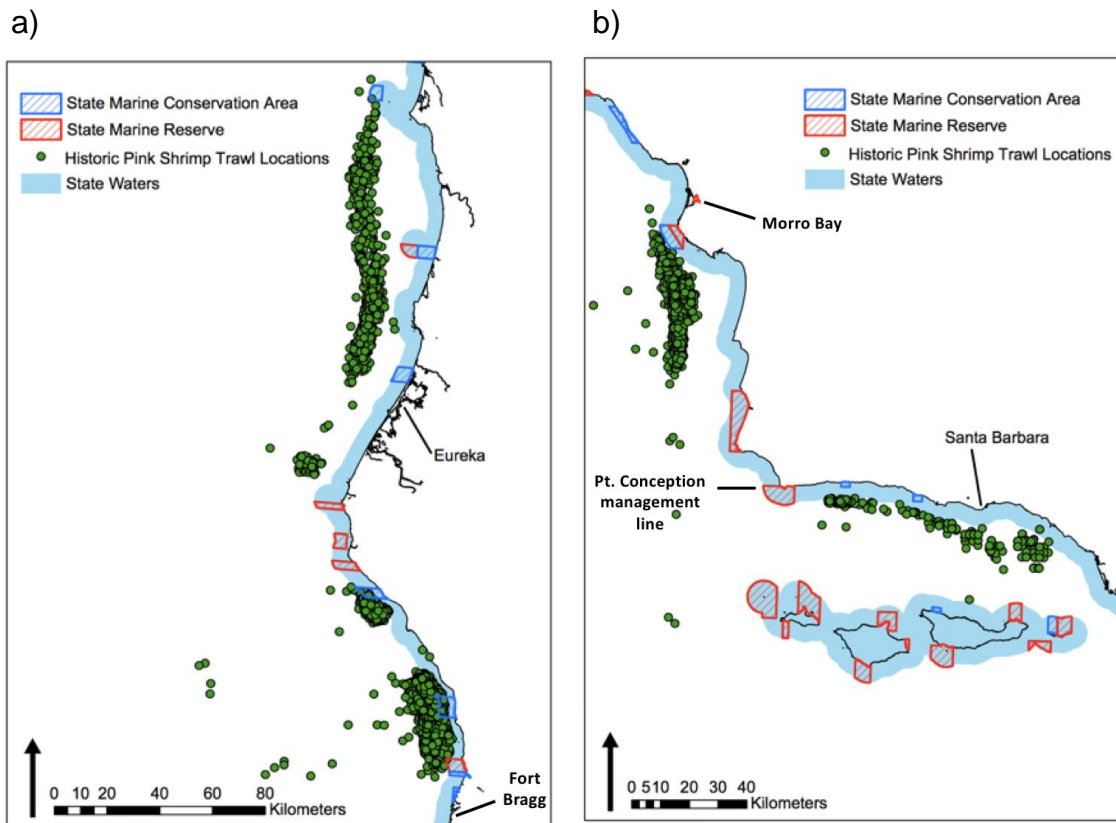 a)
State Marine Conservation Area
State Marine Reserve
Historic Pink Shrimp Trawl Locations
State Waters
Eureka
Fort
Bragg
0 20 40 60 80
Kilometers
b)
State Marine Conservation Area
State Marine Reserve
Historic Pink Shrimp Trawl Locations
State Waters
Morro Bay
Santa Barbara
Pt. Conception
management
line
0 5 10 20 30 40
Kilometers